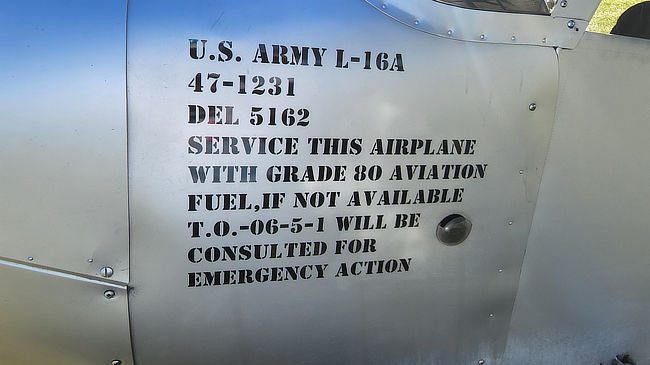 U.S. ARMY L-16A
47-1231
DEL 5162
SERVICE THIS AIRPLANE
WITH GRADE 80 AVIATION
FUEL,IF NOT AVAILABLE
T.O.-06-5-1 WILL BE
CONSULTED FOR
EMERGENCY ACTION